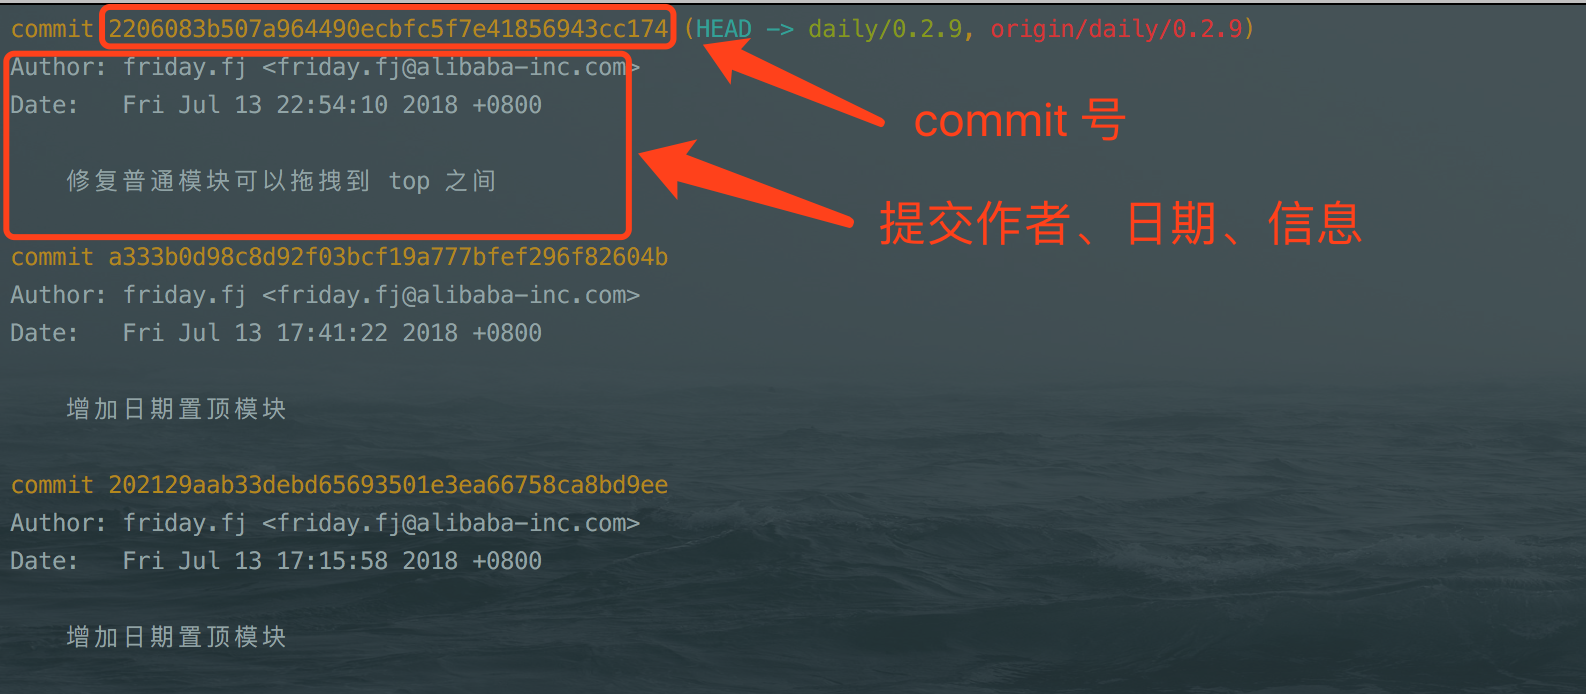 commit 2206083b507a964490ecbfc5f7e41856943cc174 (HEAD -> daily/0.2.9, origin/daily/0.2.9)
Author: friday.fj <friday.fj@alibaba-inc.com>
Date:   Fri Jul 13 22:54:10 2018 +0800
commit 号
修复普通模块可以拖拽到 top 之间
提交作者、日期、信息
commit a333b0d98c8d92f03bcf19a777bfef296f82604b
Author: friday.fj <friday.fj@alibaba-inc.com>
Date:   Fri Jul 13 17:41:22 2018 +0800
增加日期置顶模块
commit 202129aab33debd65693501e3ea66758ca8bd9ee
Author: friday.fj <friday.fj@alibaba-inc.com>
Date:   Fri Jul 13 17:15:58 2018 +0800
增加日期置顶模块